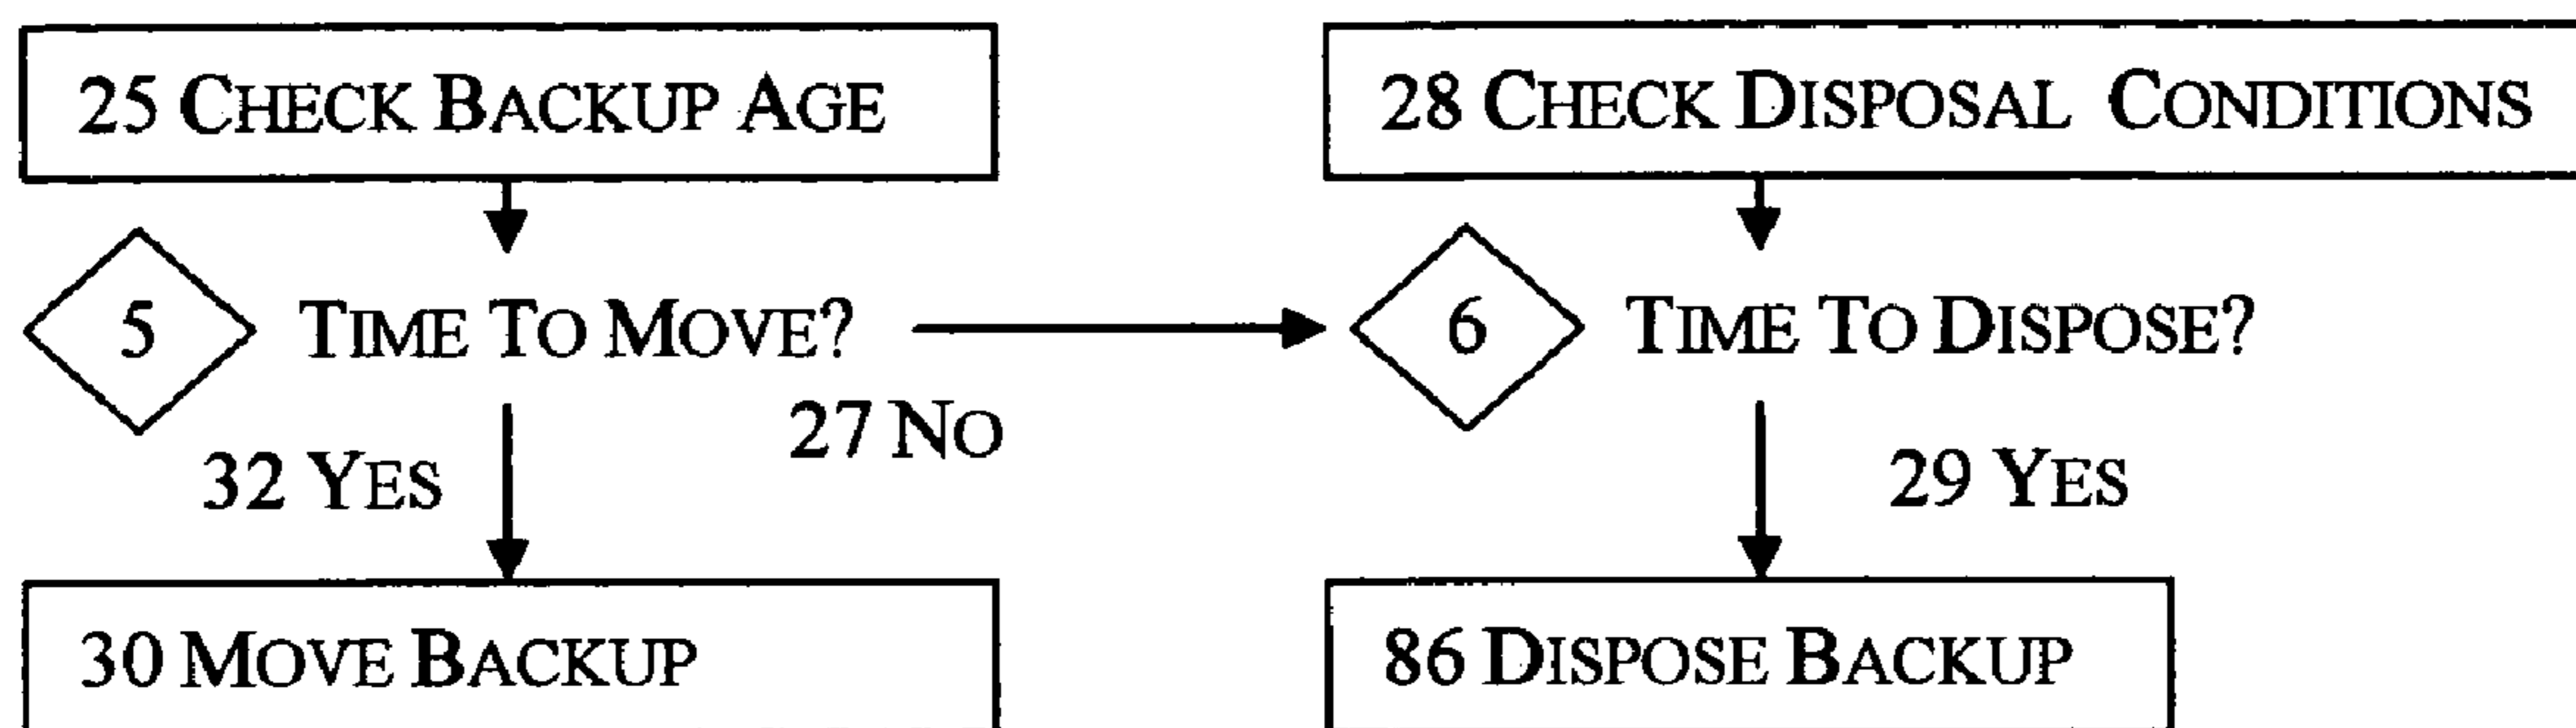 25 CHECK BACKUP AGE
28 CHECK DISPOSAL CONDITIONS
5 TIME TO MOVE?
6 TIME TO DISPOSE?
27 NO
32 YES
29 YES
30 MOVE BACKUP
86 DISPOSE BACKUP